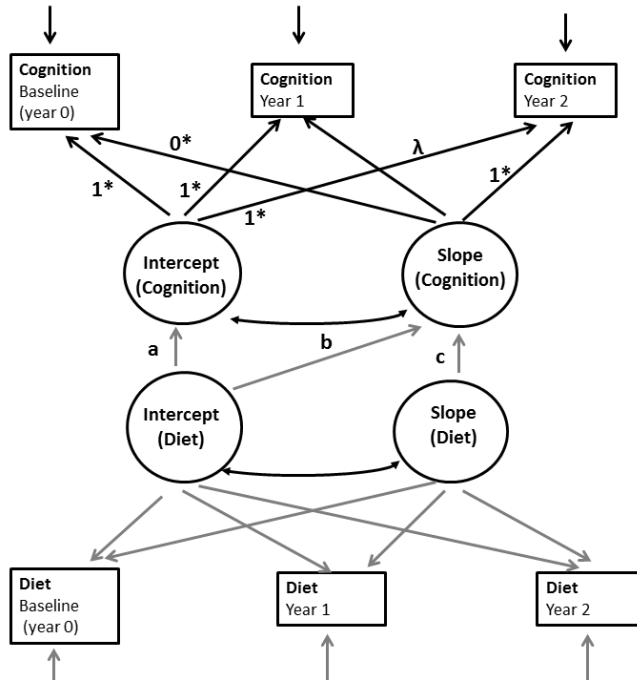 Cognition
Baseline
(year 0)
Cognition
Year 1
Cognition
Year 2
0*
λ
1*
1*
1*
1*
Intercept
(Cognition)
Slope
(Cognition)
a
b
c
Intercept
(Diet)
Slope
(Diet)
Diet
Baseline
(year 0)
Diet
Year 1
Diet
Year 2